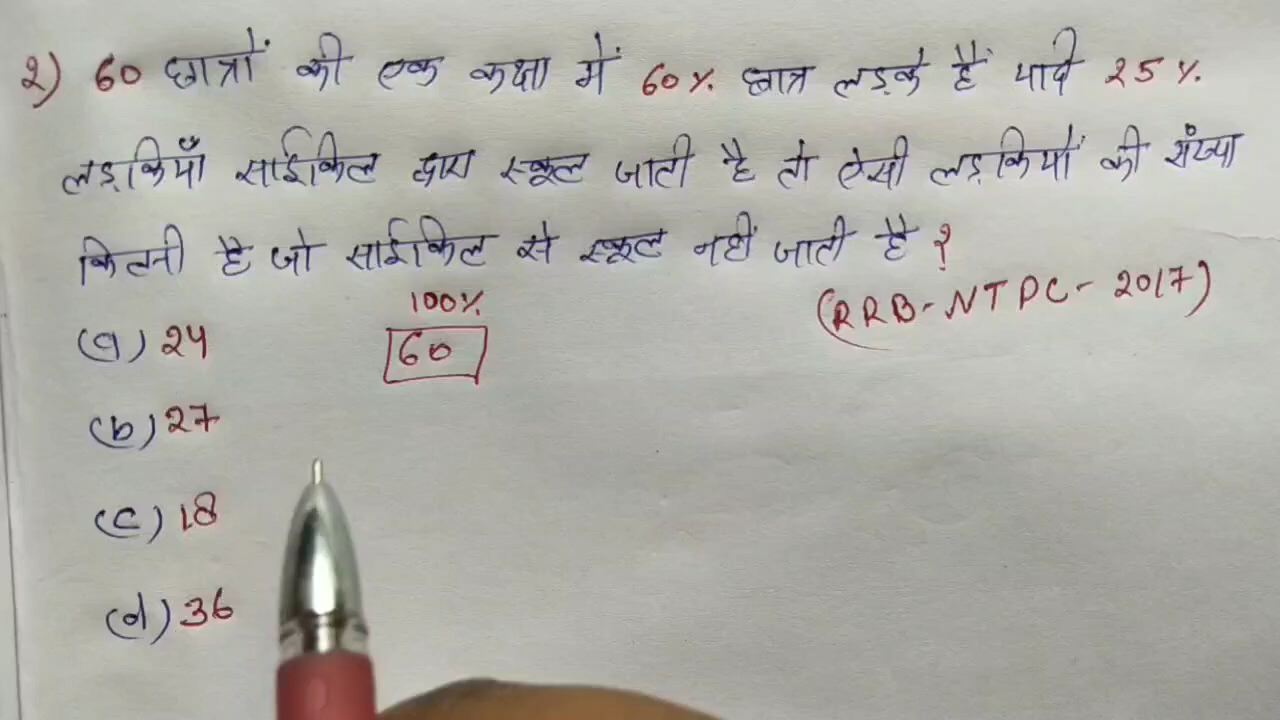 2) 60 छात्रों की एक कक्षा में 60%. छात्र लड़के हैं यदि 25%.
लड़कियाँ साईकिल द्वारा स्कूल जाती है तो ऐसी लड़कियों की संख्या
कितनी है जो साईकिल से स्कूल नहीं जाती है ?
(RRB-NTPC-2017)
100%
60
(a) 24
(b) 27
(c) 18
(d) 36